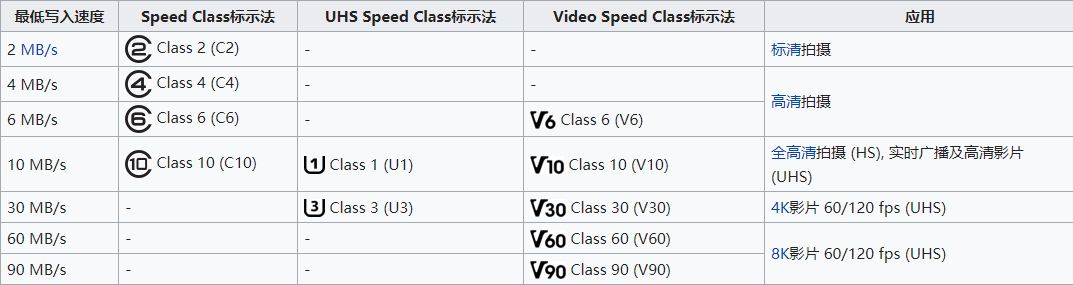 最低写入速度 Speed Class标示法 UHS Speed Class标示法 Video Speed Class标示法 应用
2 MB/s 2 Class 2 (C2) - - 标清拍摄
4 MB/s 4 Class 4 (C4) - - 高清拍摄
6 MB/s 6 Class 6 (C6) - V6 Class 6 (V6)
10 MB/s 10 Class 10 (C10) 1 Class 1 (U1) V10 Class 10 (V10) 全高清拍摄 (HS), 实时广播及高清影片
(UHS)
30 MB/s - 3 Class 3 (U3) V30 Class 30 (V30) 4K影片 60/120 fps (UHS)
60 MB/s - - V60 Class 60 (V60) 8K影片 60/120 fps (UHS)
90 MB/s - - V90 Class 90 (V90)